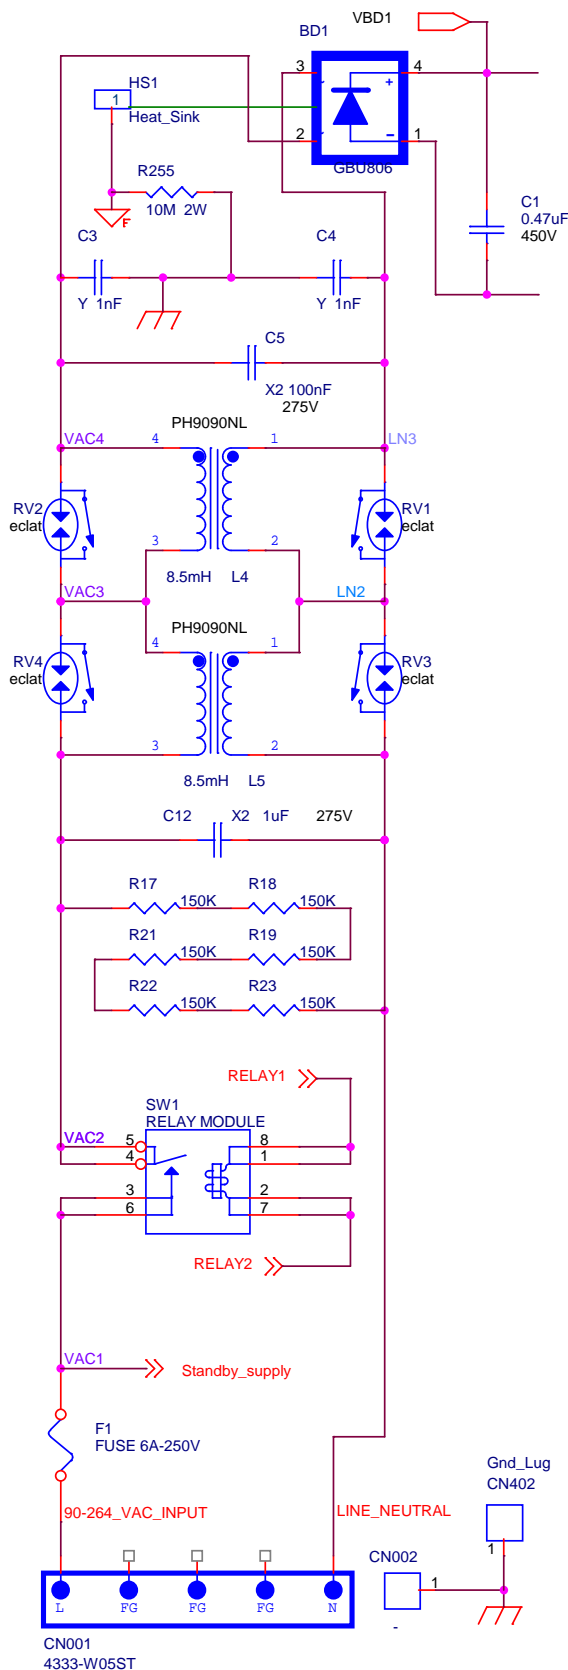 VBD1
BD1
3
4
HS1
1
+
Heat_Sink
2
-
1
GBU806
R255
C1
10M 2W
0.47uF
F
450V
C3
C4
Y 1nF
Y 1nF
C5
X2 100nF
275V
PH9090NL
VAC4
4
1
LN3
RV2
RV1
eclat
eclat
3
2
8.5mH L4
VAC3
LN2
PH9090NL
4
1
RV4
RV3
eclat
eclat
3
2
8.5mH L5
C12 X2 1uF 275V
R17
R18
150K
150K
R21
R19
150K
150K
R22
R23
150K
150K
RELAY1
SW1
RELAY MODULE
VAC2
5
8
4
1
3
2
6
7
RELAY2
VAC1
Standby_supply
F1
FUSE 6A-250V
Gnd_Lug
CN402
90-264_VAC_INPUT
LINE_NEUTRAL
1
CN002
1
L
FG
FG
FG
N
-
CN001
4333-W05ST